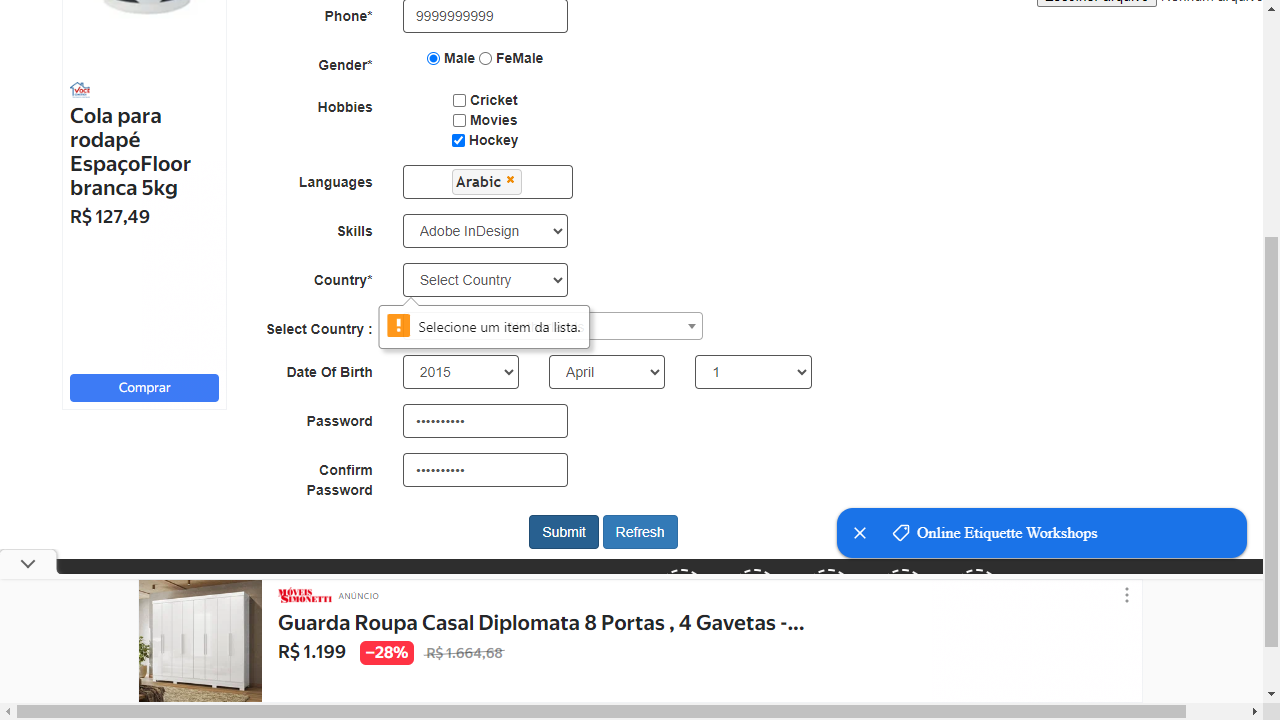 Phone*
9999999999
Gender*
Male
FeMale
Hobbies
Cricket
Movies
Hockey
Languages
Arabic
Skills
Adobe InDesign
Country*
Select Country
Selecione um item da lista.
Select Country :
Date Of Birth
2015
April
1
Password
••••••••••
Confirm
Password
••••••••••
Submit
Refresh
VOCÊ
Cola para
rodapé
EspaçoFloor
branca 5kg
R$ 127,49
Comprar
Online Etiquette Workshops
MÓVEIS
SIMONETTI
ANÚNCIO
Guarda Roupa Casal Diplomata 8 Portas , 4 Gavetas -...
R$ 1.199
−28%
R$ 1.664,68